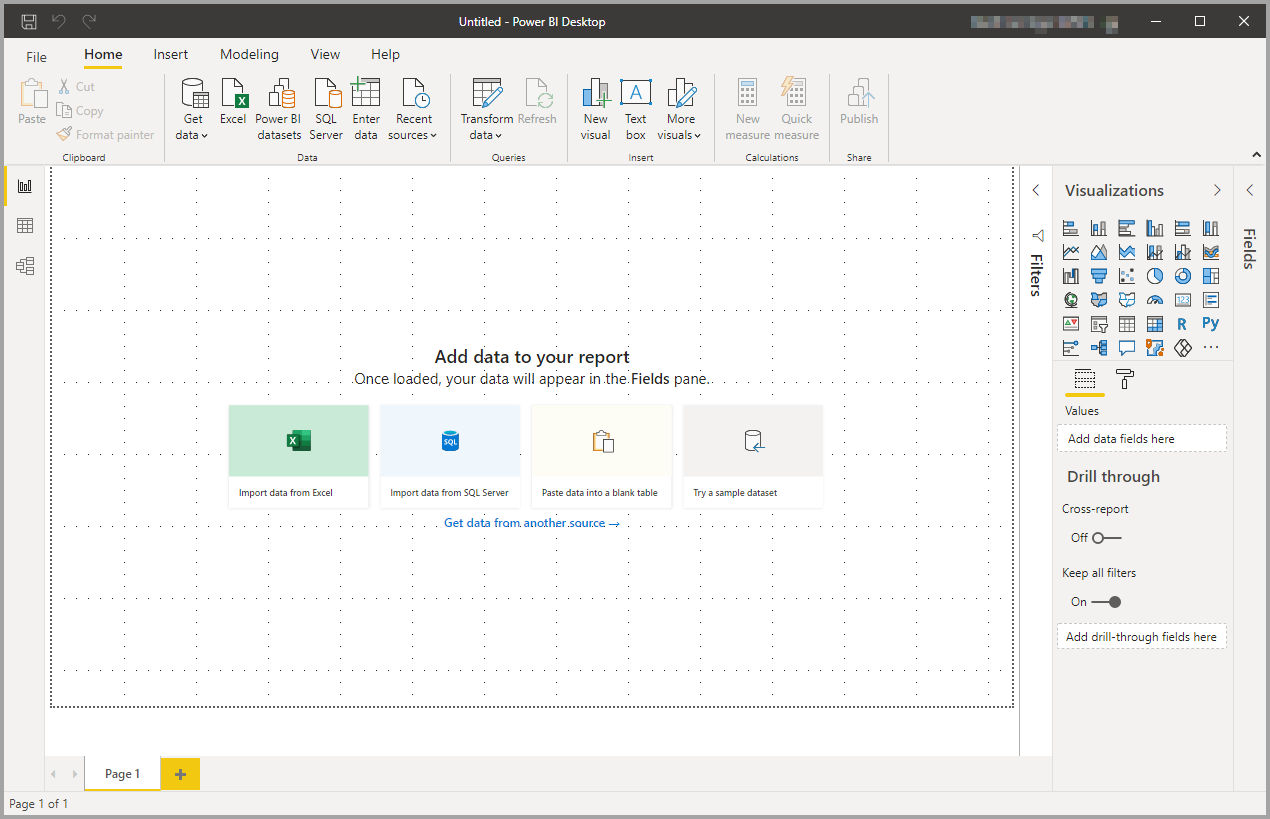 Untitled - Power BI Desktop
File
Home
Insert
Modeling
View
Help
Paste
Cut
Copy
Format painter
Clipboard
Get data
Excel
Power BI datasets
SQL Server
Enter data
Recent sources
Data
Transform data
Refresh
Queries
New visual
Text box
More visuals
Insert
New measure
Quick measure
Calculations
Publish
Share
Add data to your report
Once loaded, your data will appear in the Fields pane.
Import data from Excel
SQL
Import data from SQL Server
Paste data into a blank table
Try a sample dataset
Get data from another source →
Filters
Visualizations
123
R
Py
Values
Add data fields here
Drill through
Cross-report
Off
Keep all filters
On
Add drill-through fields here
Fields
Page 1
Page 1 of 1